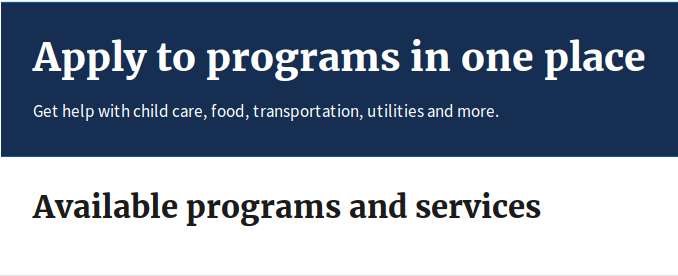 Apply to programs in one place
Get help with child care, food, transportation, utilities and more.
Available programs and services